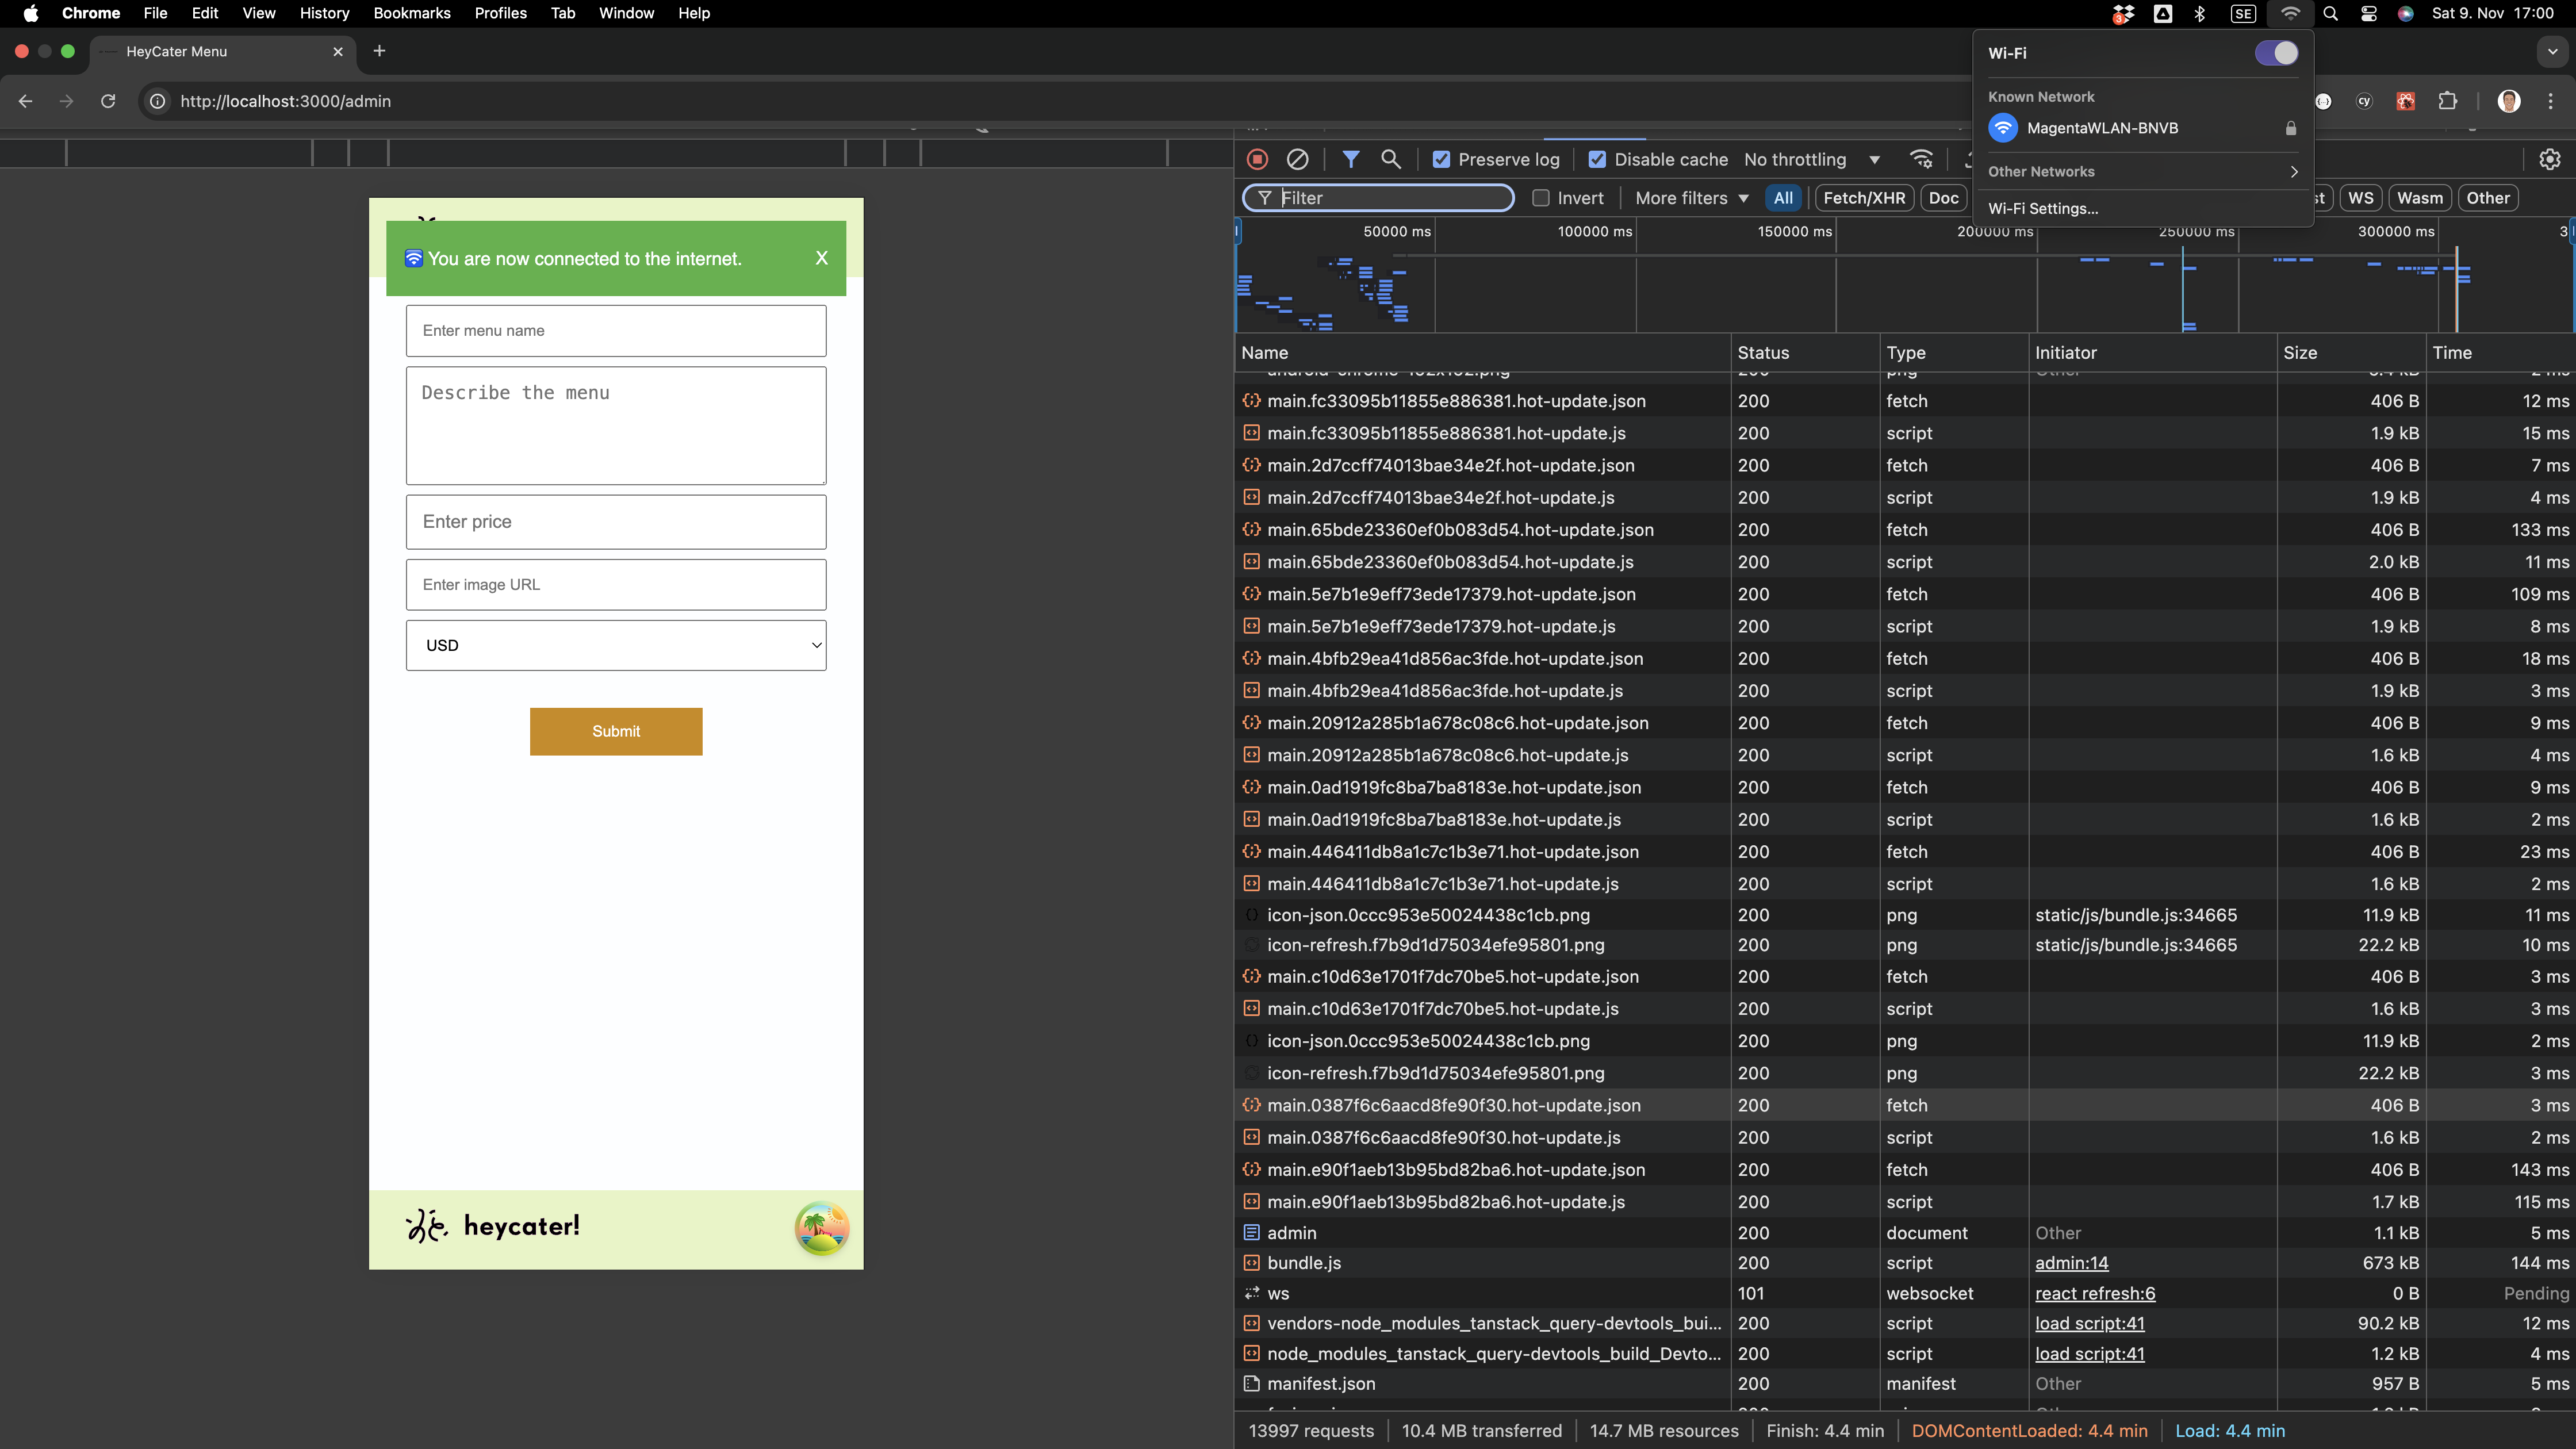 Chrome File Edit View History Bookmarks Profiles Tab Window Help 3 SE Sat 9. Nov 17:00
HeyCater Menu
http://localhost:3000/admin
Wi-Fi
Known Network
MagentaWLAN-BNVB
Other Networks
Wi-Fi Settings...
You are now connected to the internet. X
Enter menu name
Describe the menu
Enter price
Enter image URL
USD
Submit
heycater!
Preserve log Disable cache No throttling
Filter Invert More filters All Fetch/XHR Doc WS Wasm Other
50000 ms 100000 ms 150000 ms 200000 ms 250000 ms 300000 ms
Name Status Type Initiator Size Time
main.fc33095b11855e886381.hot-update.json 200 fetch 406 B 12 ms
main.fc33095b11855e886381.hot-update.js 200 script 1.9 kB 15 ms
main.2d7ccff74013bae34e2f.hot-update.json 200 fetch 406 B 7 ms
main.2d7ccff74013bae34e2f.hot-update.js 200 script 1.9 kB 4 ms
main.65bde23360ef0b083d54.hot-update.json 200 fetch 406 B 133 ms
main.65bde23360ef0b083d54.hot-update.js 200 script 2.0 kB 11 ms
main.5e7b1e9eff73ede17379.hot-update.json 200 fetch 406 B 109 ms
main.5e7b1e9eff73ede17379.hot-update.js 200 script 1.9 kB 8 ms
main.4bfb29ea41d856ac3fde.hot-update.json 200 fetch 406 B 18 ms
main.4bfb29ea41d856ac3fde.hot-update.js 200 script 1.9 kB 3 ms
main.20912a285b1a678c08c6.hot-update.json 200 fetch 406 B 9 ms
main.20912a285b1a678c08c6.hot-update.js 200 script 1.6 kB 4 ms
main.0ad1919fc8ba7ba8183e.hot-update.json 200 fetch 406 B 9 ms
main.0ad1919fc8ba7ba8183e.hot-update.js 200 script 1.6 kB 2 ms
main.446411db8a1c7c1b3e71.hot-update.json 200 fetch 406 B 23 ms
main.446411db8a1c7c1b3e71.hot-update.js 200 script 1.6 kB 2 ms
icon-json.0ccc953e50024438c1cb.png 200 png static/js/bundle.js:34665 11.9 kB 11 ms
icon-refresh.f7b9d1d75034efe95801.png 200 png static/js/bundle.js:34665 22.2 kB 10 ms
main.c10d63e1701f7dc70be5.hot-update.json 200 fetch 406 B 3 ms
main.c10d63e1701f7dc70be5.hot-update.js 200 script 1.6 kB 3 ms
icon-json.0ccc953e50024438c1cb.png 200 png 11.9 kB 2 ms
icon-refresh.f7b9d1d75034efe95801.png 200 png 22.2 kB 3 ms
main.0387f6c6aacd8fe90f30.hot-update.json 200 fetch 406 B 3 ms
main.0387f6c6aacd8fe90f30.hot-update.js 200 script 1.6 kB 2 ms
main.e90f1aeb13b95bd82ba6.hot-update.json 200 fetch 406 B 143 ms
main.e90f1aeb13b95bd82ba6.hot-update.js 200 script 1.7 kB 115 ms
admin 200 document Other 1.1 kB 5 ms
bundle.js 200 script admin:14 673 kB 144 ms
ws 101 websocket react refresh:6 0 B Pending
vendors-node_modules_tanstack_query-devtools_bui... 200 script load script:41 90.2 kB 12 ms
node_modules_tanstack_query-devtools_build_Devto... 200 script load script:41 1.2 kB 4 ms
manifest.json 200 manifest Other 957 B 5 ms
13997 requests 10.4 MB transferred 14.7 MB resources Finish: 4.4 min DOMContentLoaded: 4.4 min Load: 4.4 min